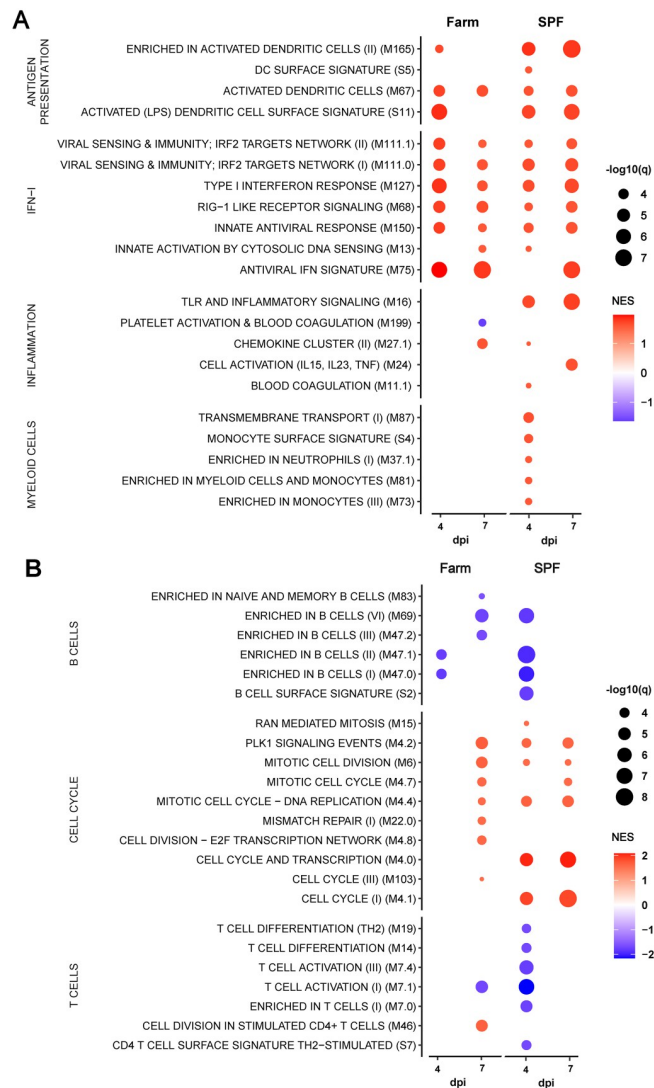 A
Farm SPF
ANTIGEN
PRESENTATION
ENRICHED IN ACTIVATED DENDRITIC CELLS (II) (M165)
DC SURFACE SIGNATURE (S5)
ACTIVATED DENDRITIC CELLS (M67)
ACTIVATED (LPS) DENDRITIC CELL SURFACE SIGNATURE (S11)
IFN-I
VIRAL SENSING & IMMUNITY; IRF2 TARGETS NETWORK (II) (M111.1)
VIRAL SENSING & IMMUNITY; IRF2 TARGETS NETWORK (I) (M111.0)
TYPE I INTERFERON RESPONSE (M127)
RIG-1 LIKE RECEPTOR SIGNALING (M68)
INNATE ANTIVIRAL RESPONSE (M150)
INNATE ACTIVATION BY CYTOSOLIC DNA SENSING (M13)
ANTIVIRAL IFN SIGNATURE (M75)
INFLAMMATION
TLR AND INFLAMMATORY SIGNALING (M16)
PLATELET ACTIVATION & BLOOD COAGULATION (M199)
CHEMOKINE CLUSTER (II) (M27.1)
CELL ACTIVATION (IL15, IL23, TNF) (M24)
BLOOD COAGULATION (M11.1)
MYELOID CELLS
TRANSMEMBRANE TRANSPORT (I) (M87)
MONOCYTE SURFACE SIGNATURE (S4)
ENRICHED IN NEUTROPHILS (I) (M37.1)
ENRICHED IN MYELOID CELLS AND MONOCYTES (M81)
ENRICHED IN MONOCYTES (III) (M73)
4 7 4 7
dpi dpi
-log10(q)
4
5
6
7
NES
1
0
-1
B
Farm SPF
B CELLS
ENRICHED IN NAIVE AND MEMORY B CELLS (M83)
ENRICHED IN B CELLS (VI) (M69)
ENRICHED IN B CELLS (III) (M47.2)
ENRICHED IN B CELLS (II) (M47.1)
ENRICHED IN B CELLS (I) (M47.0)
B CELL SURFACE SIGNATURE (S2)
CELL CYCLE
RAN MEDIATED MITOSIS (M15)
PLK1 SIGNALING EVENTS (M4.2)
MITOTIC CELL DIVISION (M6)
MITOTIC CELL CYCLE (M4.7)
MITOTIC CELL CYCLE - DNA REPLICATION (M4.4)
MISMATCH REPAIR (I) (M22.0)
CELL DIVISION - E2F TRANSCRIPTION NETWORK (M4.8)
CELL CYCLE AND TRANSCRIPTION (M4.0)
CELL CYCLE (III) (M103)
CELL CYCLE (I) (M4.1)
T CELLS
T CELL DIFFERENTIATION (TH2) (M19)
T CELL DIFFERENTIATION (M14)
T CELL ACTIVATION (III) (M7.4)
T CELL ACTIVATION (I) (M7.1)
ENRICHED IN T CELLS (I) (M7.0)
CELL DIVISION IN STIMULATED CD4+ T CELLS (M46)
CD4 T CELL SURFACE SIGNATURE TH2-STIMULATED (S7)
4 7 4 7
dpi dpi
-log10(q)
4
5
6
7
8
NES
2
1
0
-1
-2